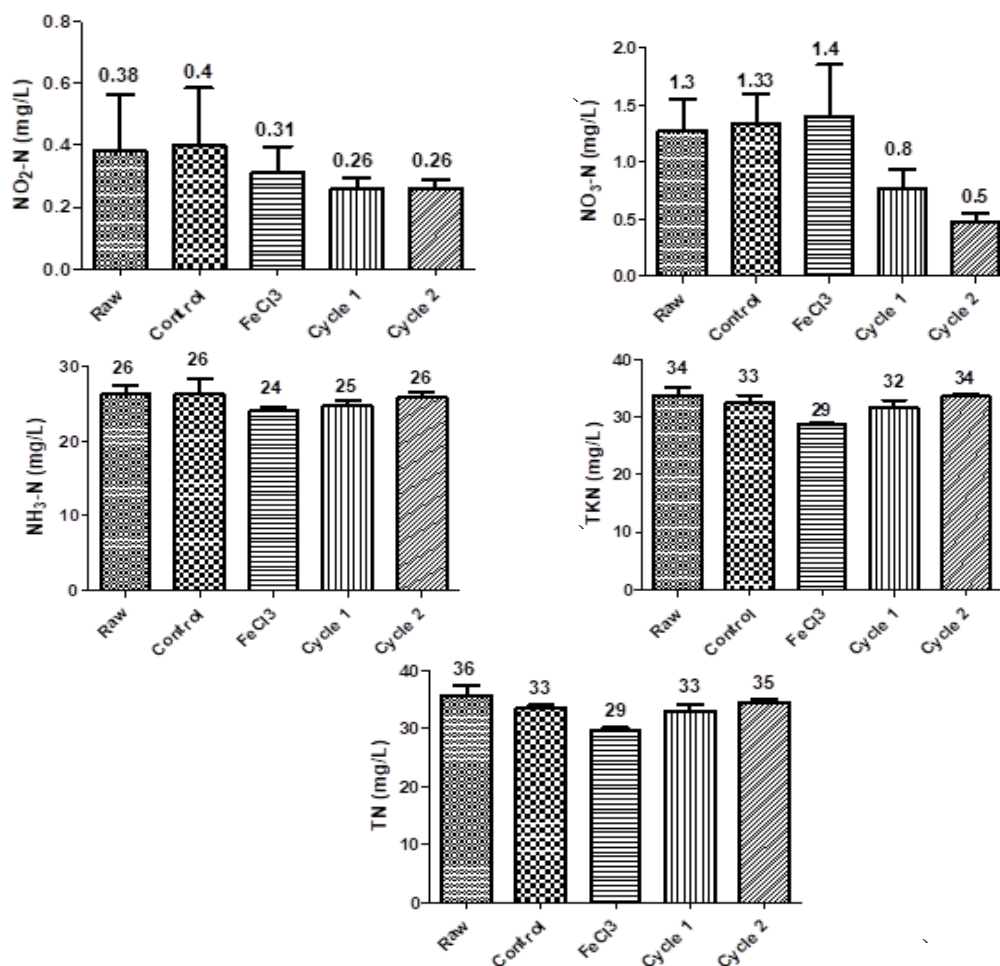 NO2-N (mg/L)
0.8
0.6
0.4
0.2
0.0
0.38
0.4
0.31
0.26
0.26
Raw
Control
FeCl3
Cycle 1
Cycle 2
NO3-N (mg/L)
2.0
1.5
1.0
0.5
0.0
1.3
1.33
1.4
0.8
0.5
Raw
Control
FeCl3
Cycle 1
Cycle 2
NH3-N (mg/L)
30
20
10
0
26
26
24
25
26
Raw
Control
FeCl3
Cycle 1
Cycle 2
TKN (mg/L)
40
30
20
10
0
34
33
29
32
34
Raw
Control
FeCl3
Cycle 1
Cycle 2
TN (mg/L)
40
30
20
10
0
36
33
29
33
35
Raw
Control
FeCl3
Cycle 1
Cycle 2